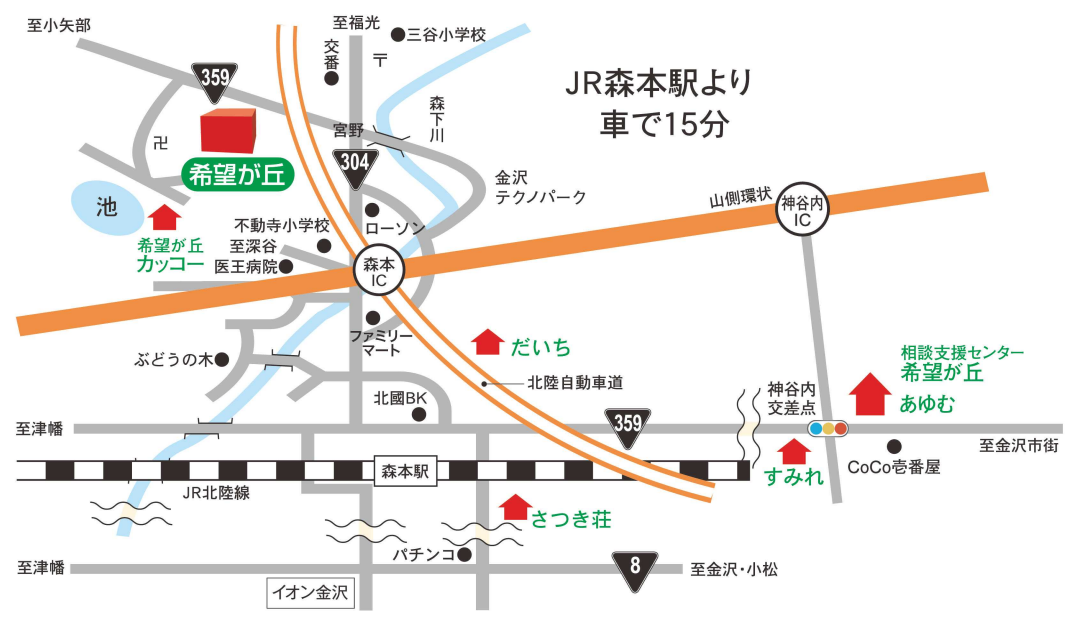 至小矢部
至福光
三谷小学校
交番
〒
359
JR森本駅より
車で15分
森下川
宮野
卍
304
希望が丘
金沢
テクノパーク
山側環状
神谷内
IC
池
ローソン
不動寺小学校
希望が丘
カッコー
至深谷
医王病院
森本
IC
ファミリー
マート
だいち
ぶどうの木
北陸自動車道
相談支援センター
希望が丘
あゆむ
北國BK
神谷内
交差点
359
至津幡
至金沢市街
CoCo壱番屋
すみれ
森本駅
JR北陸線
さつき荘
パチンコ
8
至津幡
至金沢・小松
イオン金沢